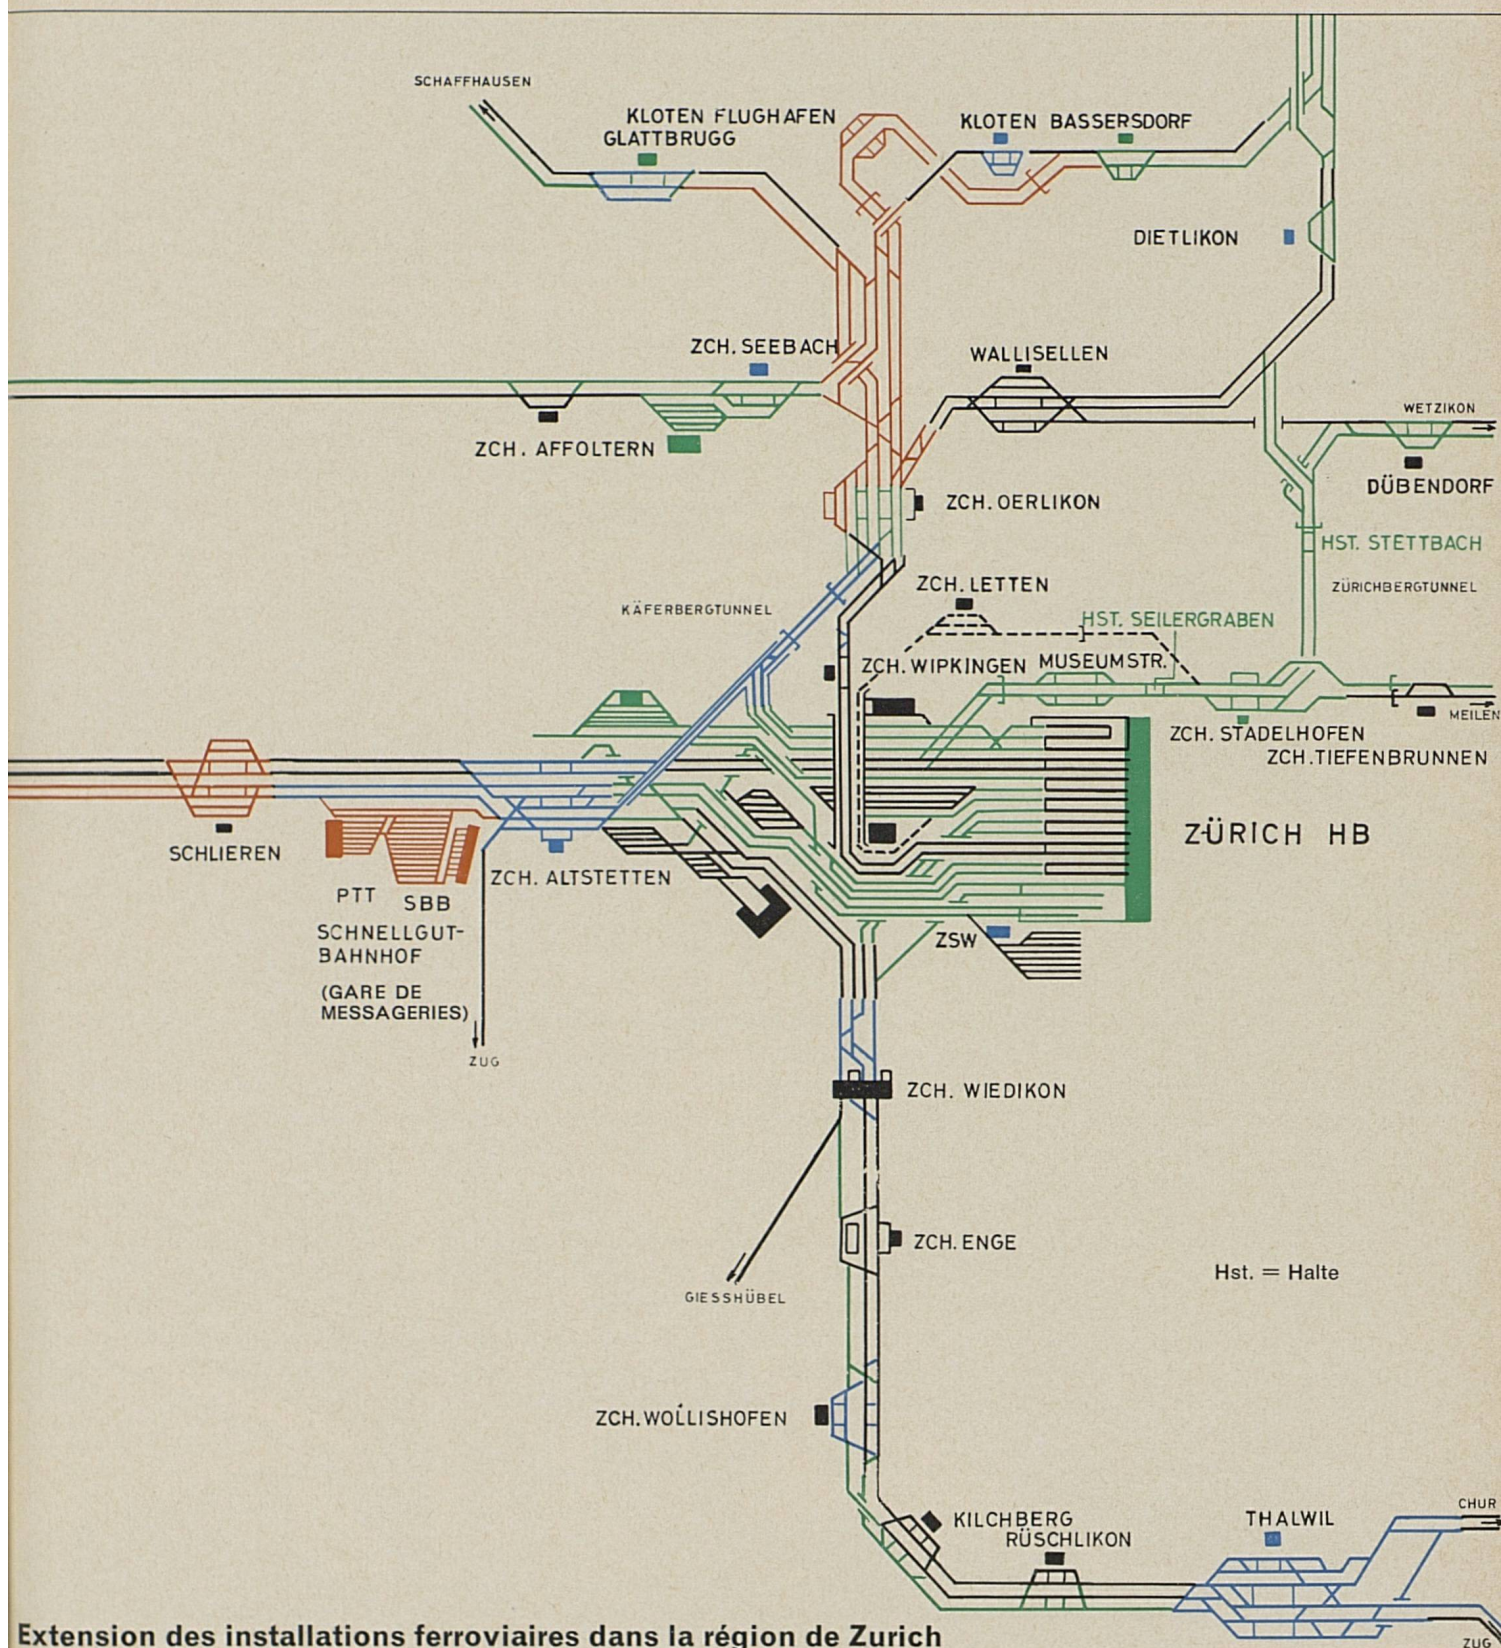 SCHAFFHAUSEN
KLOTEN FLUGHAFEN
GLATTBRUGG
KLOTEN BASSERSDORF
DIETLIKON
ZCH. SEEBACH
WALLISELLEN
WETZIKON
ZCH. AFFOLTERN
DÜBENDORF
ZCH. OERLIKON
HST. STETTBACH
ZCH. LETTEN
ZÜRICHBERGTUNNEL
KÄFERBERGTUNNEL
HST. SEILERGRABEN
ZCH. WIPKINGEN
MUSEUMSTR.
MEILEN
ZCH. STADELHOFEN
ZCH. TIEFENBRUNNEN
ZÜRICH HB
SCHLIEREN
ZCH. ALTSTETTEN
PTT
SBB
SCHNELLGUT-
BAHNHOF
ZSW
(GARE DE
MESSAGERIES)
ZUG
ZCH. WIEDIKON
ZCH. ENGE
Hst. = Halte
GIESSHÜBEL
ZCH. WOLLISHOFEN
CHUR
KILCHBERG
THALWIL
RÜSCHLIKON
Extension des installations ferroviaires dans la région de Zurich
ZUG